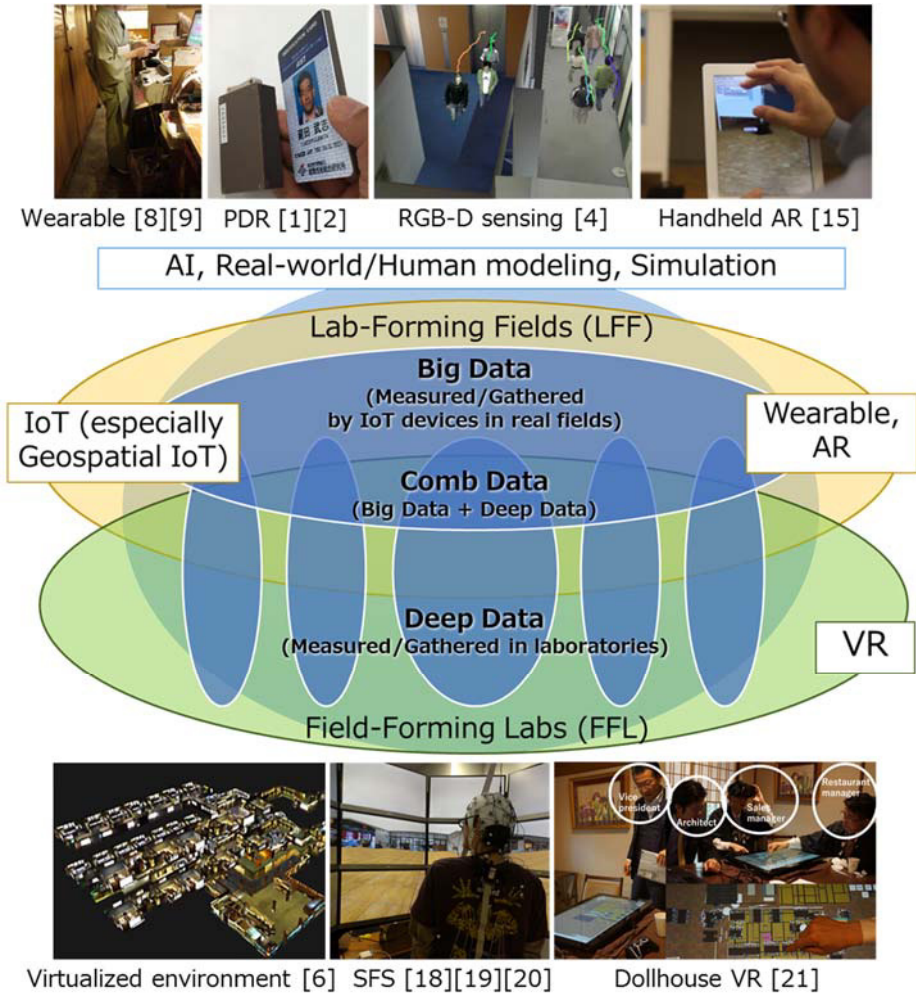 Wearable [8][9]
PDR [1][2]
RGB-D sensing [4]
Handheld AR [15]
AI, Real-world/Human modeling, Simulation
Lab-Forming Fields (LFF)
Big Data
(Measured/Gathered
by IoT devices in real fields)
IoT (especially
Geospatial IoT)
Wearable,
AR
Comb Data
(Big Data + Deep Data)
Deep Data
(Measured/Gathered in laboratories)
VR
Field-Forming Labs (FFL)
Vice
president
Architect
Sales
manager
Restaurant
manager
Virtualized environment [6]
SFS [18][19][20]
Dollhouse VR [21]